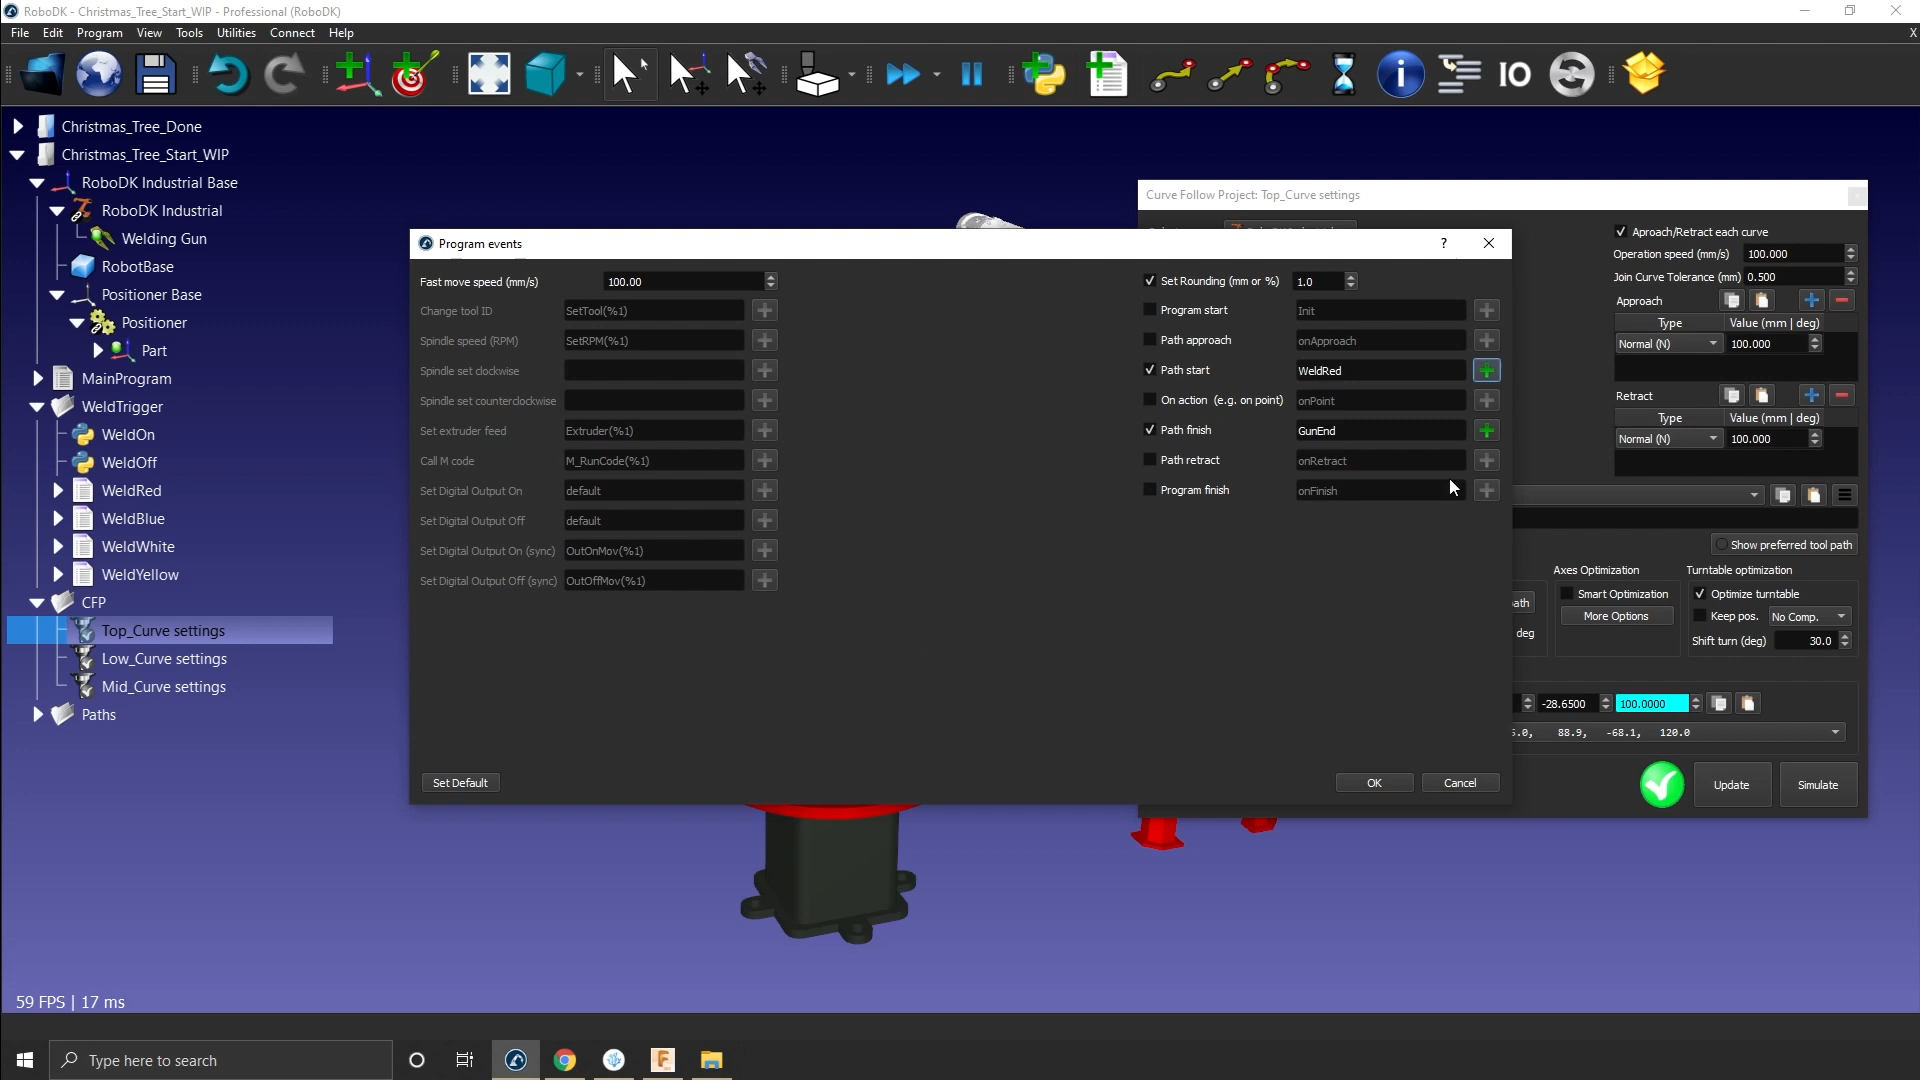 RoboDK - Christmas_Tree_Start_WIP - Professional (RoboDK)
File Edit Program View Tools Utilities Connect Help
X
IO
Christmas_Tree_Done
Christmas_Tree_Start_WIP
RoboDK Industrial Base
RoboDK Industrial
Welding Gun
RobotBase
Positioner Base
Positioner
Part
MainProgram
WeldTrigger
WeldOn
WeldOff
WeldRed
WeldBlue
WeldWhite
WeldYellow
CFP
Top_Curve settings
Low_Curve settings
Mid_Curve settings
Paths
59 FPS | 17 ms
Program events
?
Fast move speed (mm/s) 100.00
Change tool ID SetTool(%1)
Spindle speed (RPM) SetRPM(%1)
Spindle set clockwise
Spindle set counterclockwise
Set extruder feed Extruder(%1)
Call M code M_RunCode(%1)
Set Digital Output On default
Set Digital Output Off default
Set Digital Output On (sync) OutOnMov(%1)
Set Digital Output Off (sync) OutOffMov(%1)
Set Rounding (mm or %) 1.0
Program start Init
Path approach onApproach
Path start WeldRed
On action (e.g. on point) onPoint
Path finish GunEnd
Path retract onRetract
Program finish onFinish
Set Default
OK
Cancel
Curve Follow Project: Top_Curve settings
Aproach/Retract each curve
Operation speed (mm/s) 100.000
Join Curve Tolerance (mm) 0.500
Approach
Type Value (mm | deg)
Normal (N) 100.000
Retract
Type Value (mm | deg)
Normal (N) 100.000
Show preferred tool path
Axes Optimization
Smart Optimization
More Options
Turntable optimization
Optimize turntable
Keep pos. No Comp.
Shift turn (deg) 30.0
ath
deg
-28.6500 100.0000
88.9, -68.1, 120.0
Update
Simulate
Type here to search